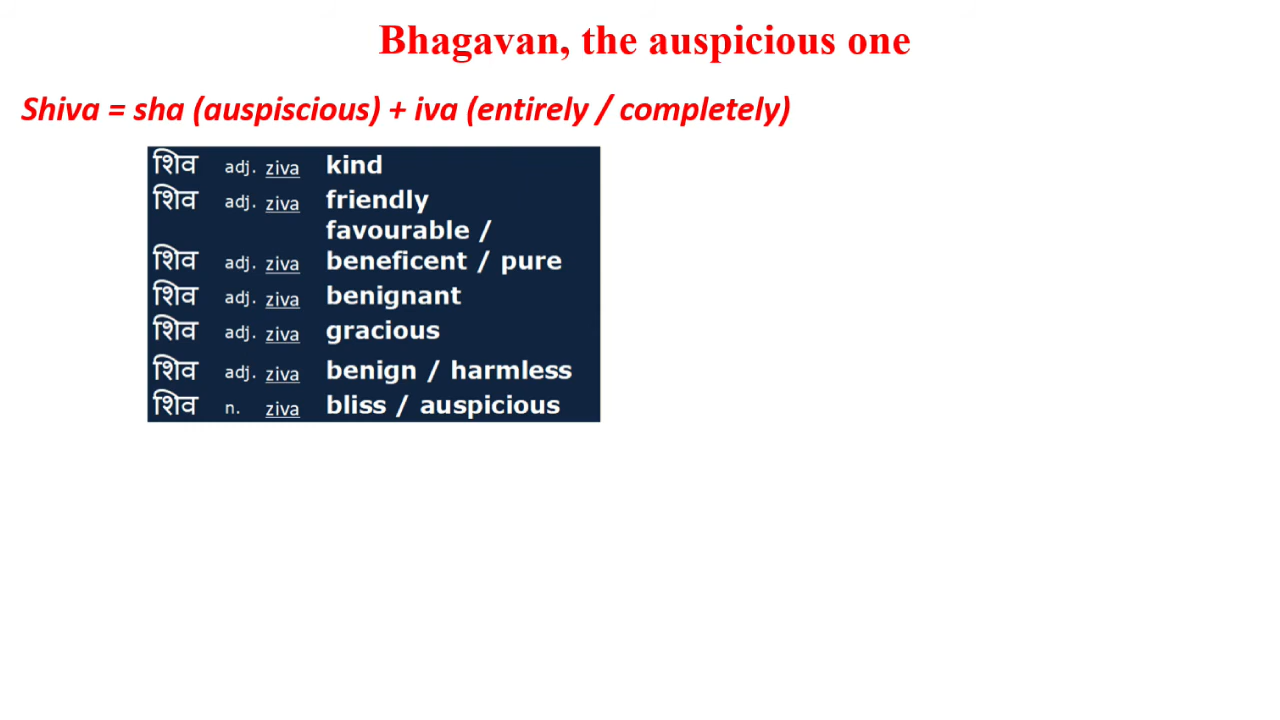 Bhagavan, the auspicious one
Shiva = sha (auspiscious) + iva (entirely / completely)
शिव adj. ziva kind
शिव adj. ziva friendly
favourable /
शिव adj. ziva beneficent / pure
शिव adj. ziva benignant
शिव adj. ziva gracious
शिव adj. ziva benign / harmless
शिव n. ziva bliss / auspicious